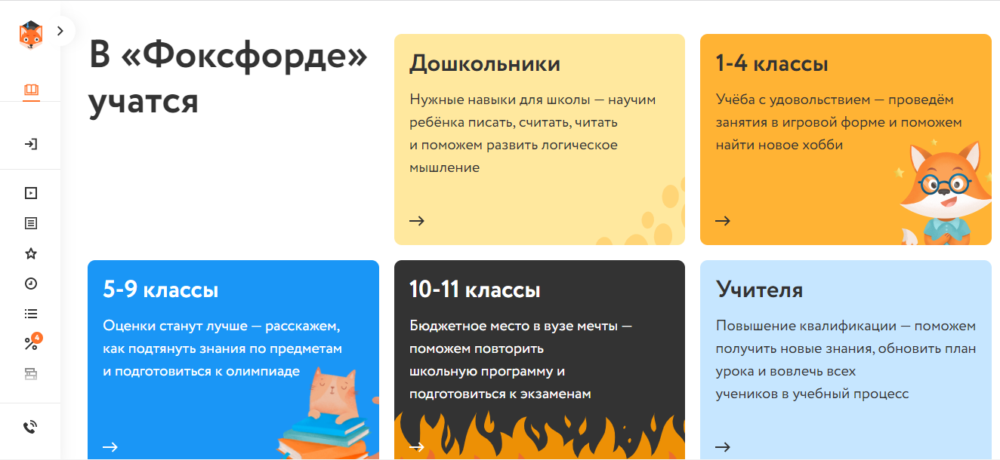 В «Фоксфорде»
учатся
Дошкольники
Нужные навыки для школы — научим
ребёнка писать, считать, читать
и поможем развить логическое
мышление
1-4 классы
Учёба с удовольствием — проведём
занятия в игровой форме и поможем
найти новое хобби
5-9 классы
Оценки станут лучше — расскажем,
как подтянуть знания по предметам
и подготовиться к олимпиаде
10-11 классы
Бюджетное место в вузе мечты —
поможем повторить
школьную программу и
подготовиться к экзаменам
Учителя
Повышение квалификации — поможем
получить новые знания, обновить план
урока и вовлечь всех
учеников в учебный процесс
4